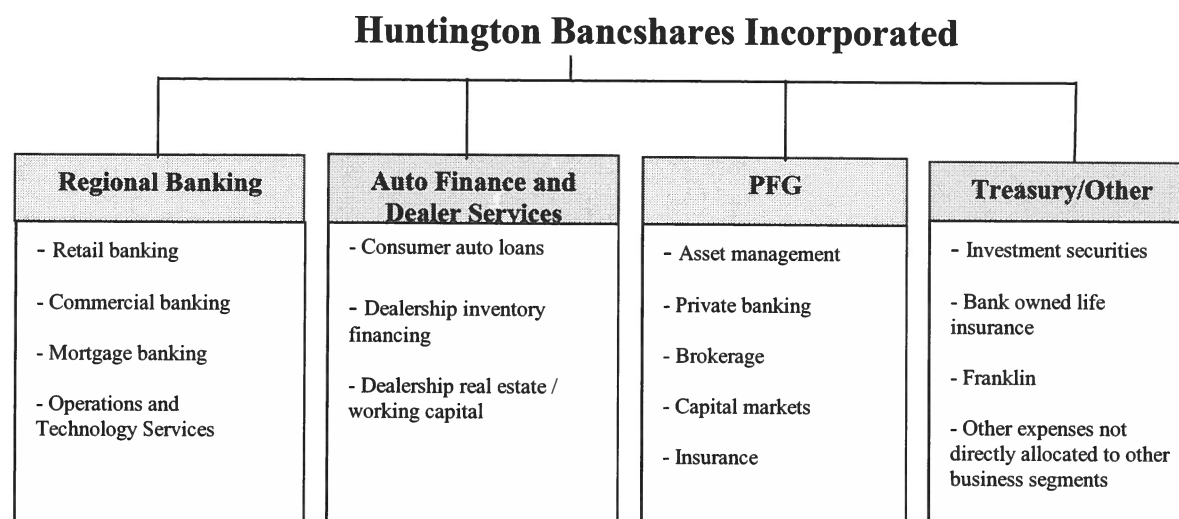 Huntington Bancshares Incorporated
Regional Banking
- Retail banking
- Commercial banking
- Mortgage banking
- Operations and
Technology Services
Auto Finance and
Dealer Services
- Consumer auto loans
- Dealership inventory
financing
- Dealership real estate /
working capital
PFG
- Asset management
- Private banking
- Brokerage
- Capital markets
- Insurance
Treasury/Other
- Investment securities
- Bank owned life
insurance
- Franklin
- Other expenses not
directly allocated to other
business segments